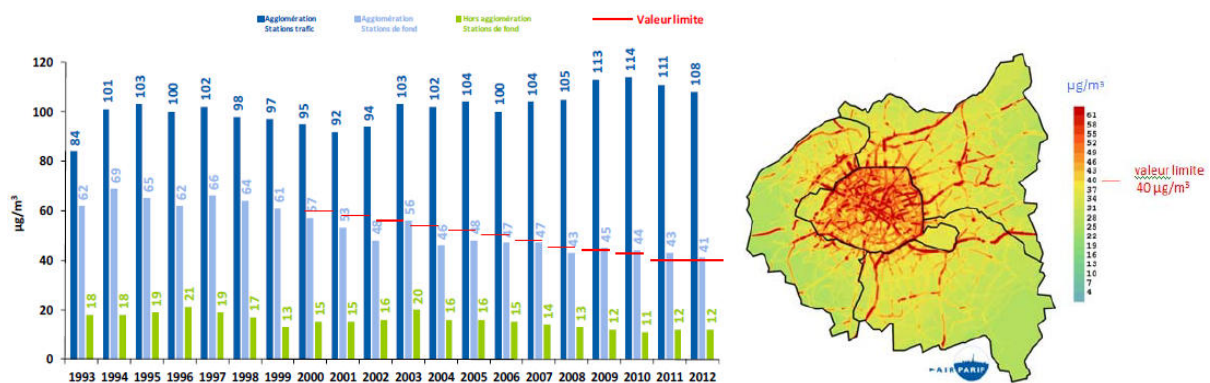 Agglomération
Stations trafic
Agglomération
Stations de fond
Hors agglomération
Stations de fond
Valeur limite
µg/m³
120
100
80
60
40
20
0
84 101 103 100 102 98 97 95 92 94 103 102 104 100 104 105 113 114 111 108
62 69 65 62 66 64 61 57 53 48 56 46 48 47 47 43 45 44 43 41
18 18 19 21 19 17 13 15 15 16 20 16 16 15 14 13 12 11 12 12
1993 1994 1995 1996 1997 1998 1999 2000 2001 2002 2003 2004 2005 2006 2007 2008 2009 2010 2011 2012
µg/m³
61
58
55
52
49
46
43
40
37
34
31
28
25
22
19
16
13
10
7
4
valeur limite
40 µg/m³
AIRPARIF